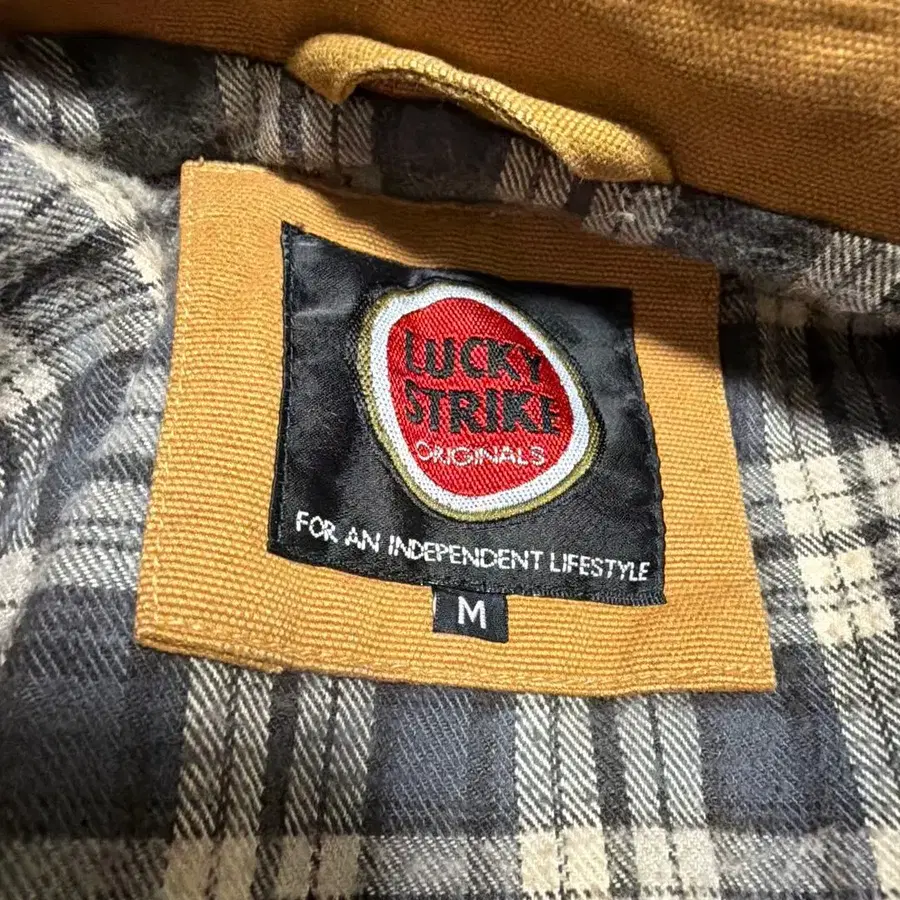 LUCKY
STRIKE
ORIGINALS
FOR AN INDEPENDENT LIFESTYLE
M